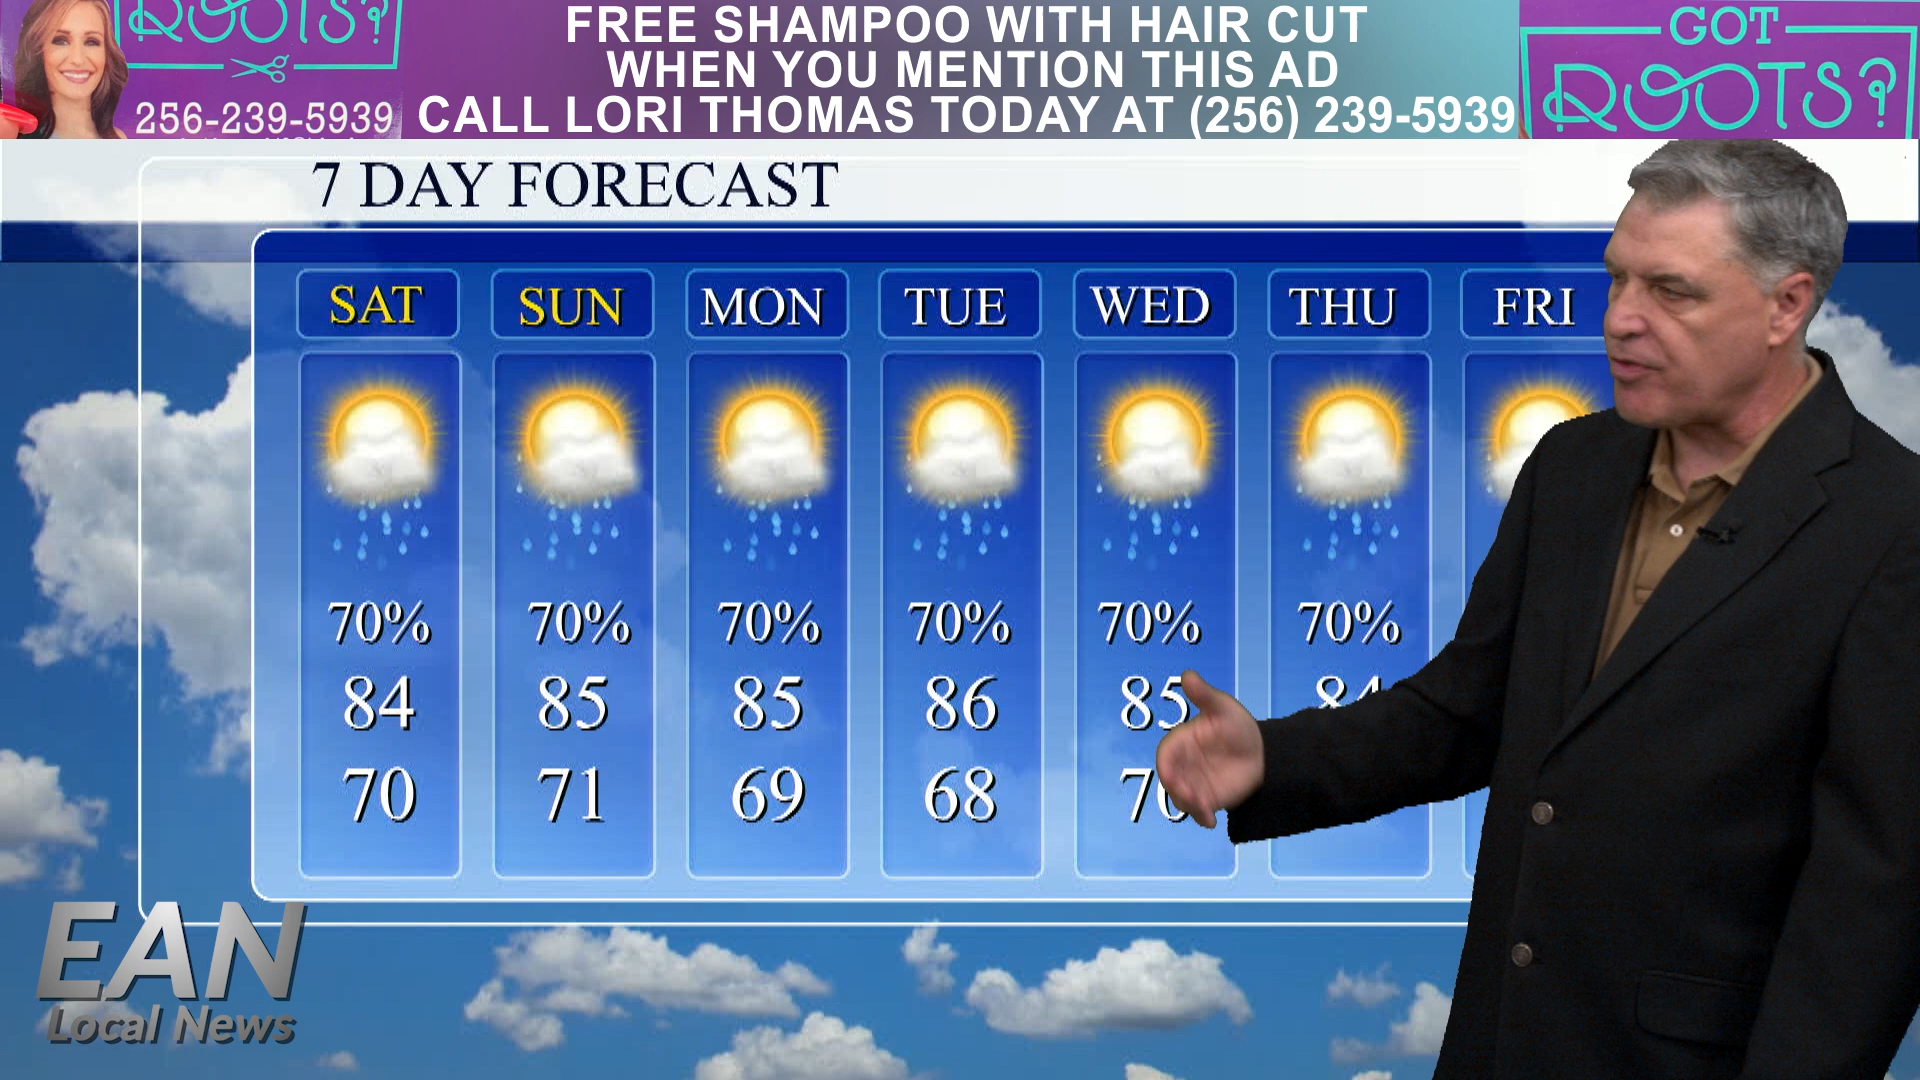 ROOTS?
256-239-5939
FREE SHAMPOO WITH HAIR CUT
WHEN YOU MENTION THIS AD
CALL LORI THOMAS TODAY AT (256) 239-5939
GOT
ROOTS?
7 DAY FORECAST
SAT SUN MON TUE WED THU FRI
70% 70% 70% 70% 70% 70%
84 85 85 86 85 84
70 71 69 68
EAN
Local News